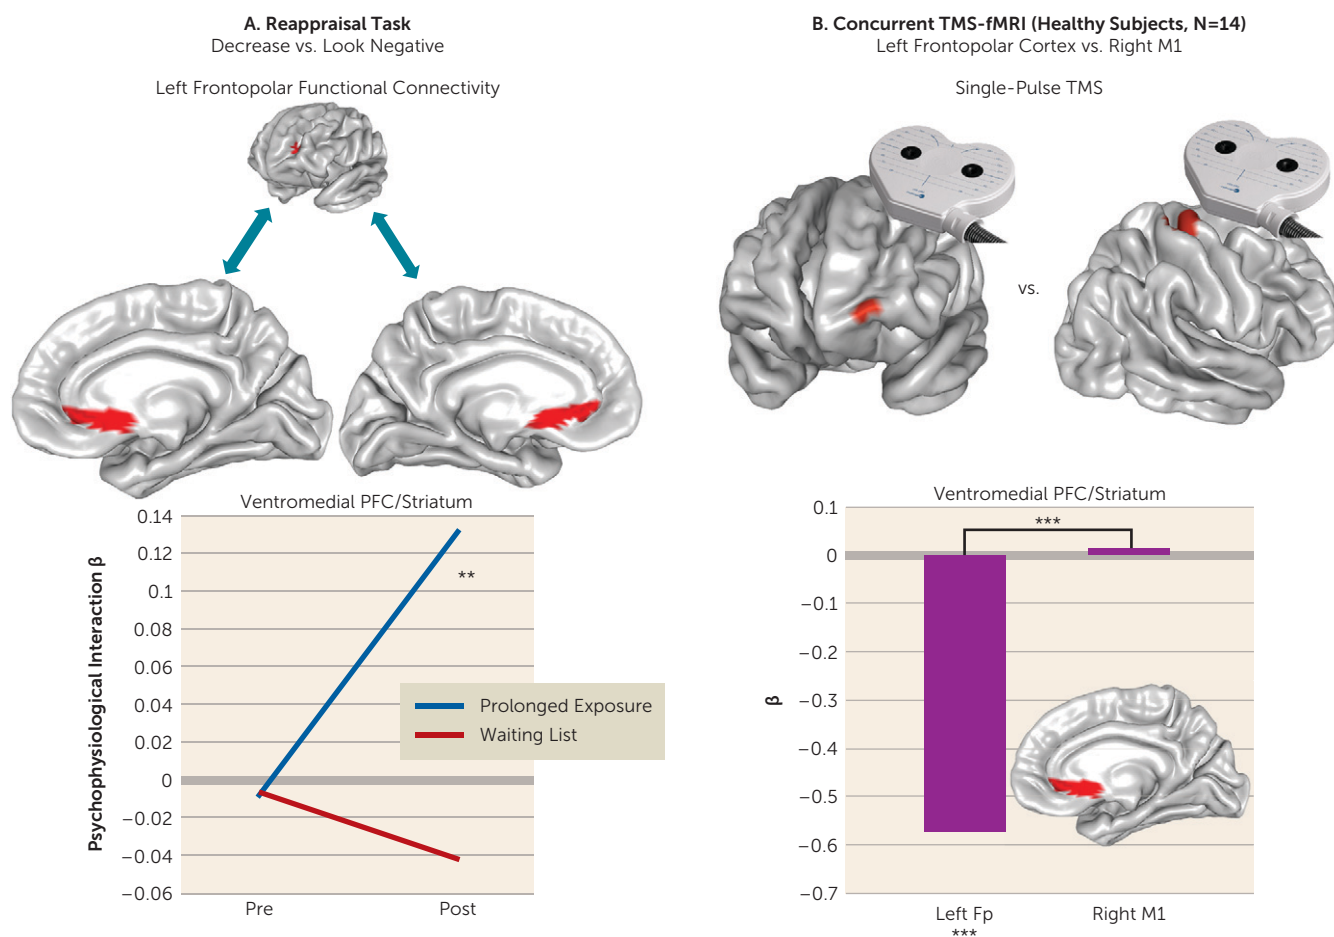 A. Reappraisal Task
Decrease vs. Look Negative
Left Frontopolar Functional Connectivity
Ventromedial PFC/Striatum
Psychophysiological Interaction β
0.14
0.12
0.1
0.08
0.06
0.04
0.02
0
−0.02
−0.04
−0.06
**
Prolonged Exposure
Waiting List
Pre
Post
B. Concurrent TMS-fMRI (Healthy Subjects, N=14)
Left Frontopolar Cortex vs. Right M1
Single-Pulse TMS
vs.
Ventromedial PFC/Striatum
β
0.1
0
−0.1
−0.2
−0.3
−0.4
−0.5
−0.6
−0.7
***
Left Fp
***
Right M1